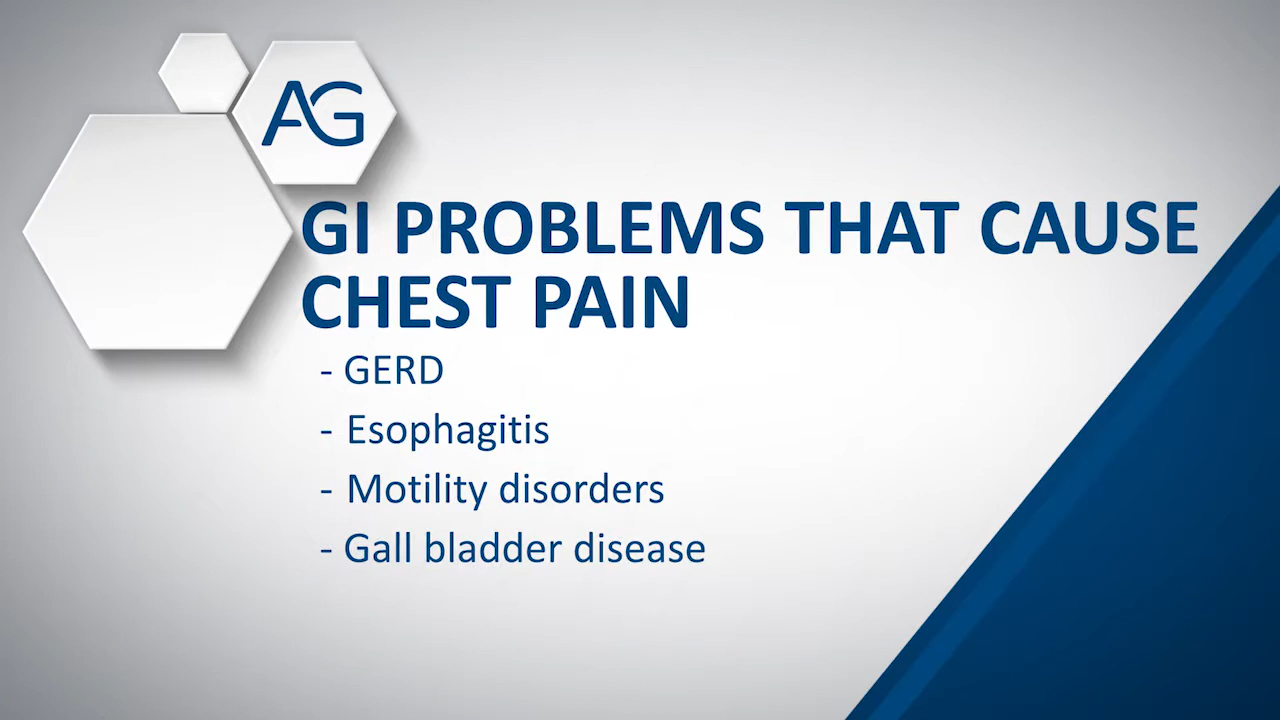 AG
GI PROBLEMS THAT CAUSE
CHEST PAIN
- GERD
- Esophagitis
- Motility disorders
- Gall bladder disease